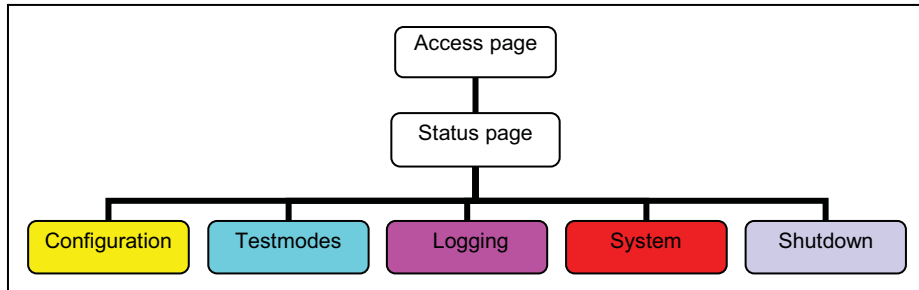 Access page
Status page
Configuration
Testmodes
Logging
System
Shutdown